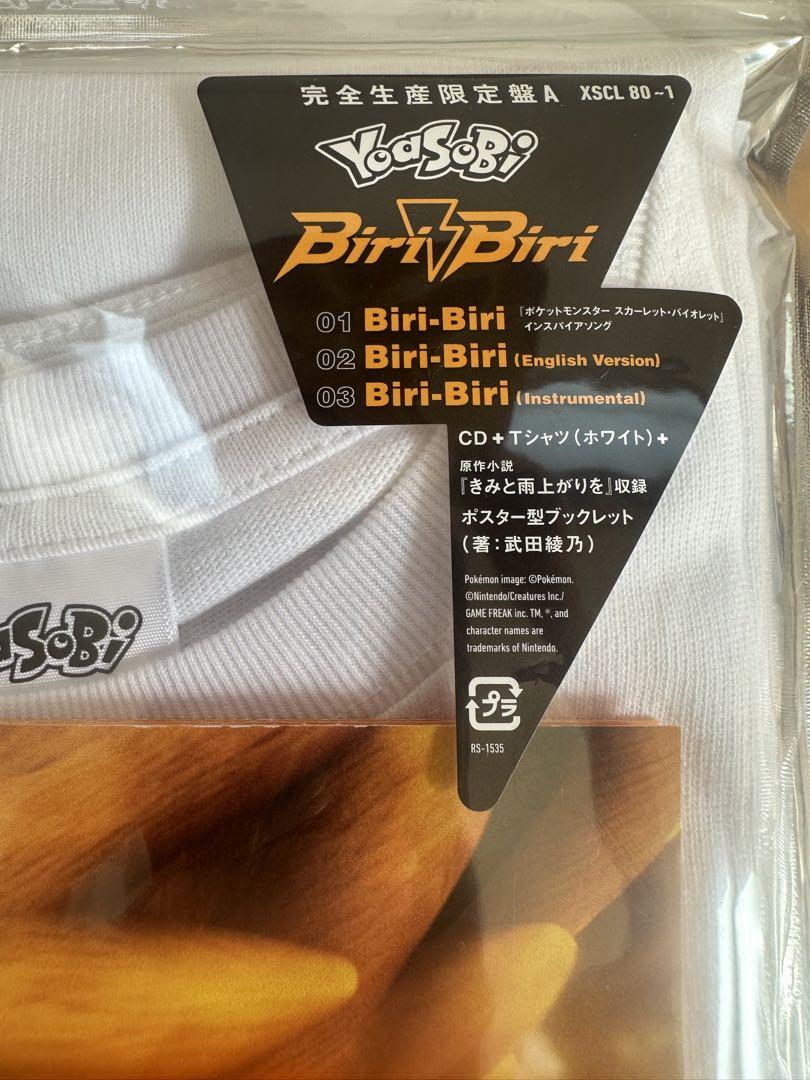 完全生産限定盤A XSCL 80~1
YOASOBI
Biri Biri
01 Biri-Biri 『ポケットモンスター スカーレット・バイオレット』
インスパイアソング
02 Biri-Biri (English Version)
03 Biri-Biri (Instrumental)
CD+Tシャツ(ホワイト)+
原作小説
『きみと雨上がりを』収録
ポスター型ブックレット
(著:武田綾乃)
Pokémon image: ©Pokémon.
©Nintendo/Creatures Inc./
GAME FREAK inc. TM, ®, and
character names are
trademarks of Nintendo.
プラ
RS-1535
aSOBi